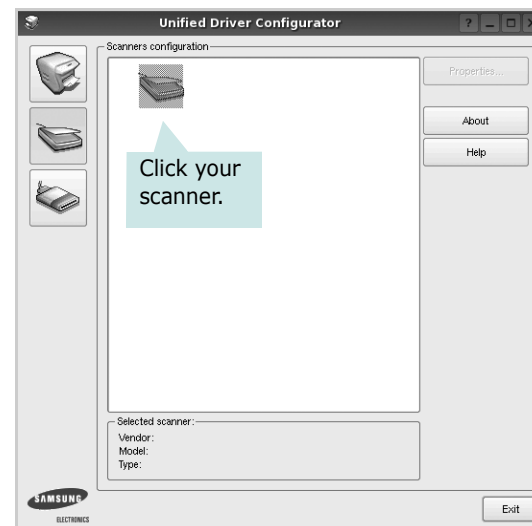 Unified Driver Configurator
Scanners configuration
Properties...
About
Help
Click your
scanner.
Selected scanner:
Vendor:
Model:
Type:
SAMSUNG
ELECTRONICS
Exit